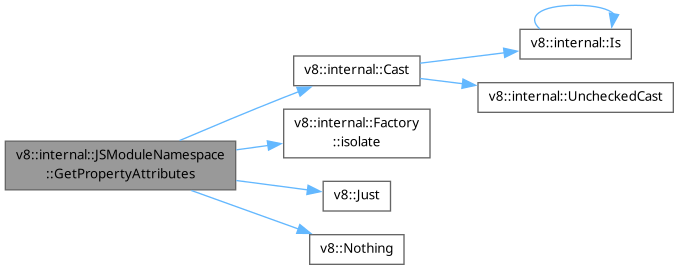 v8::internal::JSModuleNamespace
::GetPropertyAttributes
v8::internal::Cast
v8::internal::Is
v8::internal::UncheckedCast
v8::internal::Factory
::isolate
v8::Just
v8::Nothing